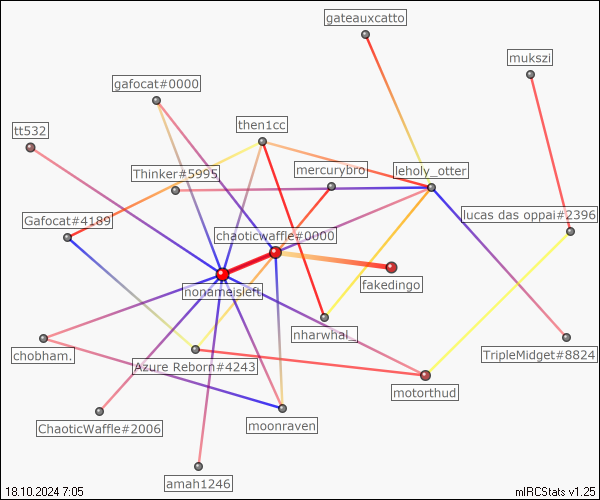 gateauxcatto
mukszi
gafocat#0000
then1cc
tt532
Thinker#5995
mercurybro
leholy_otter
lucas das oppai#2396
Gafocat#4189
chaoticwaffle#0000
fakedingo
nonameisleft
nharwhal_
chobham.
Azure Reborn#4243
TripleMidget#8824
motorthud
ChaoticWaffle#2006
moonraven
amah1246
18.10.2024 7:05
mIRCStats v1.25